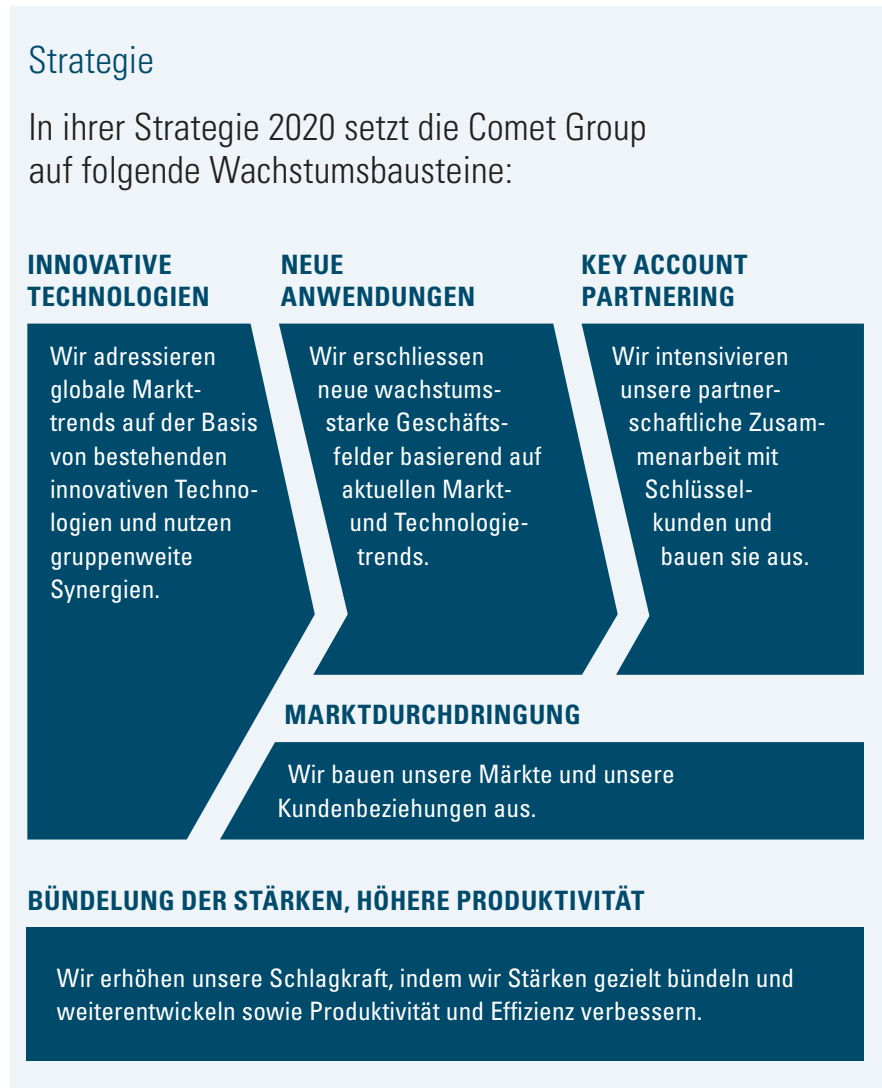 Strategie
In ihrer Strategie 2020 setzt die Comet Group
auf folgende Wachstumsbausteine:
INNOVATIVE
TECHNOLOGIEN
Wir adressieren
globale Markt-
trends auf der Basis
von bestehenden
innovativen Techno-
logien und nutzen
gruppenweite
Synergien.
NEUE
ANWENDUNGEN
Wir erschliessen
neue wachstums-
starke Geschäfts-
felder basierend auf
aktuellen Markt-
und Technologie-
trends.
KEY ACCOUNT
PARTNERING
Wir intensivieren
unsere partner-
schaftliche Zusam-
menarbeit mit
Schlüssel-
kunden und
bauen sie aus.
MARKTDURCHDRINGUNG
Wir bauen unsere Märkte und unsere
Kundenbeziehungen aus.
BÜNDELUNG DER STÄRKEN, HÖHERE PRODUKTIVITÄT
Wir erhöhen unsere Schlagkraft, indem wir Stärken gezielt bündeln und
weiterentwickeln sowie Produktivität und Effizienz verbessern.